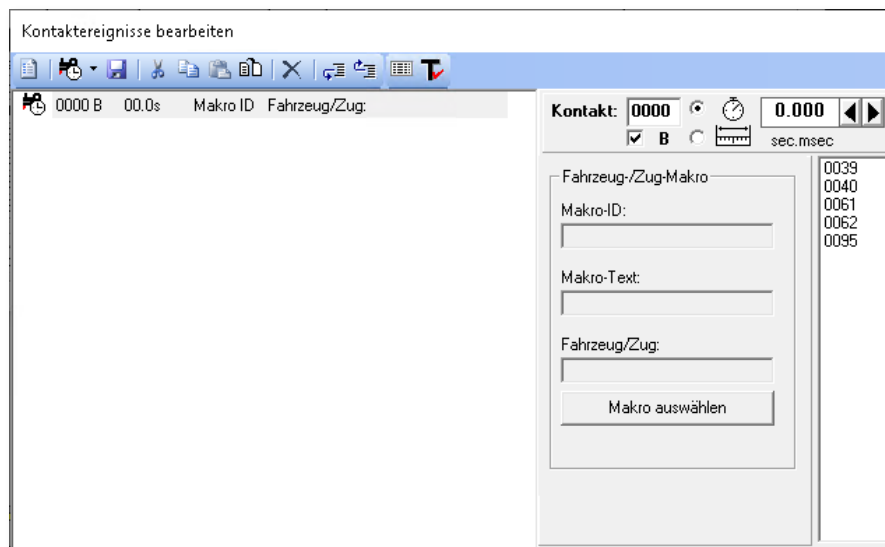 Kontaktereignisse bearbeiten
0000 B 00.0s Makro ID Fahrzeug/Zug:
Kontakt: 0000 0.000
B sec.msec
Fahrzeug-/Zug-Makro
Makro-ID:
Makro-Text:
Fahrzeug/Zug:
Makro auswählen
0039
0040
0061
0062
0095